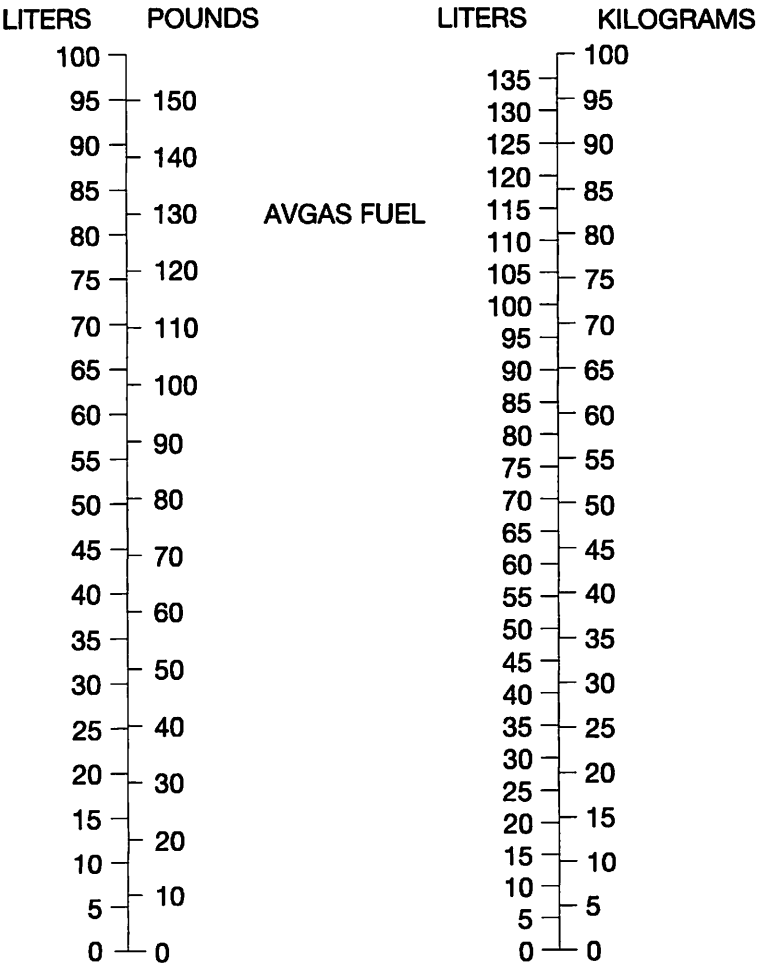 LITERS POUNDS LITERS KILOGRAMS
100 100
95 150 135 95
90 140 130 90
85 130 125 85
80 120 120 80
75 110 115 75
70 100 110 70
65 90 105 65
60 80 100 60
55 70 95 55
50 60 90 50
45 50 85 45
40 40 80 40
35 30 75 35
30 20 70 30
25 10 65 25
20 0 60 20
15 55 15
10 50 10
5 45 5
0 40 0
35
30
25
20
15
10
5
0
AVGAS FUEL